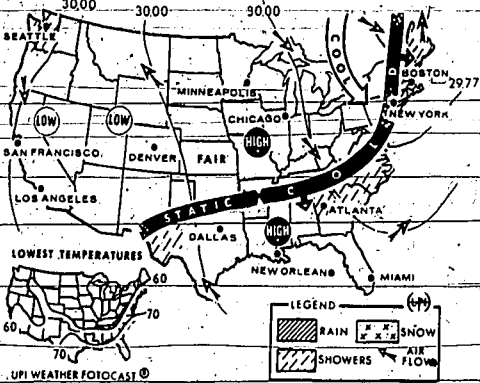 30.00 30.00 30.00
SEATTLE
COOL
BOSTON
29.77
MINNEAPOLIS
NEW YORK
CHICAGO
LOW LOW
HIGH
SAN FRANCISCO
DENVER
FAIR
LOS ANGELES
STATIC COLD
ATLANTA
DALLAS
HIGH
LOWEST TEMPERATURES
NEW ORLEANS
MIAMI
60
70
60
70
LEGEND
UPI
RAIN SNOW
SHOWERS AIR FLOW
UPI WEATHER FOTOCAST ®